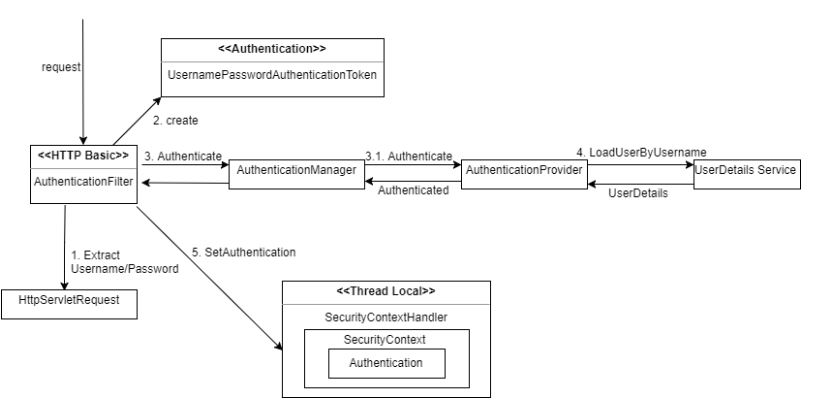 <<Authentication>>
request
UsernamePasswordAuthenticationToken
2. create
<<HTTP Basic>>
3. Authenticate
3.1. Authenticate
4. LoadUserByUsername
AuthenticationManager
AuthenticationProvider
UserDetails Service
AuthenticationFilter
Authenticated
UserDetails
1. Extract
Username/Password
5. SetAuthentication
<<Thread Local>>
HttpServletRequest
SecurityContextHandler
SecurityContext
Authentication